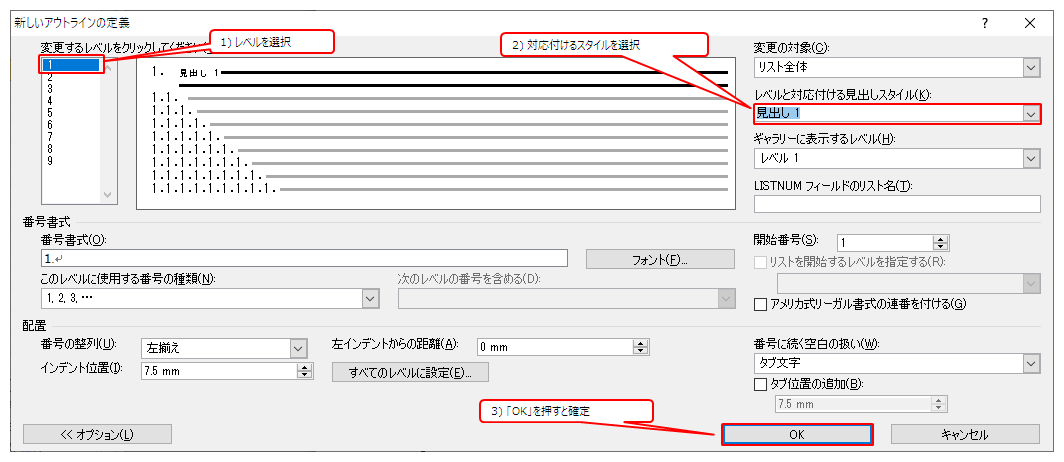 新しいアウトラインの定義
?
変更するレベルをクリックしてください(
1) レベルを選択
1
2
3
4
5
6
7
8
9
1. 見出し 1
1.1.
1.1.1.
1.1.1.1.
1.1.1.1.1.
1.1.1.1.1.1.
1.1.1.1.1.1.1.
1.1.1.1.1.1.1.1.
1.1.1.1.1.1.1.1.1.
2) 対応付けるスタイルを選択
変更の対象(C):
リスト全体
レベルと対応付ける見出しスタイル(K):
見出し 1
ギャラリーに表示するレベル(H):
レベル 1
LISTNUM フィールドのリスト名(T):
番号書式
番号書式(O):
1.↵
フォント(F)...
このレベルに使用する番号の種類(N):
1, 2, 3, …
次のレベルの番号を含める(D):
開始番号(S):
1
リストを開始するレベルを指定する(R):
アメリカ式リーガル書式の連番を付ける(G)
配置
番号の整列(U):
左揃え
左インデントからの距離(A):
0 mm
インデント位置(I):
7.5 mm
すべてのレベルに設定(E)...
番号に続く空白の扱い(W):
タブ文字
タブ位置の追加(B):
7.5 mm
3) 「OK」を押すと確定
<< オプション(L)
OK
キャンセル